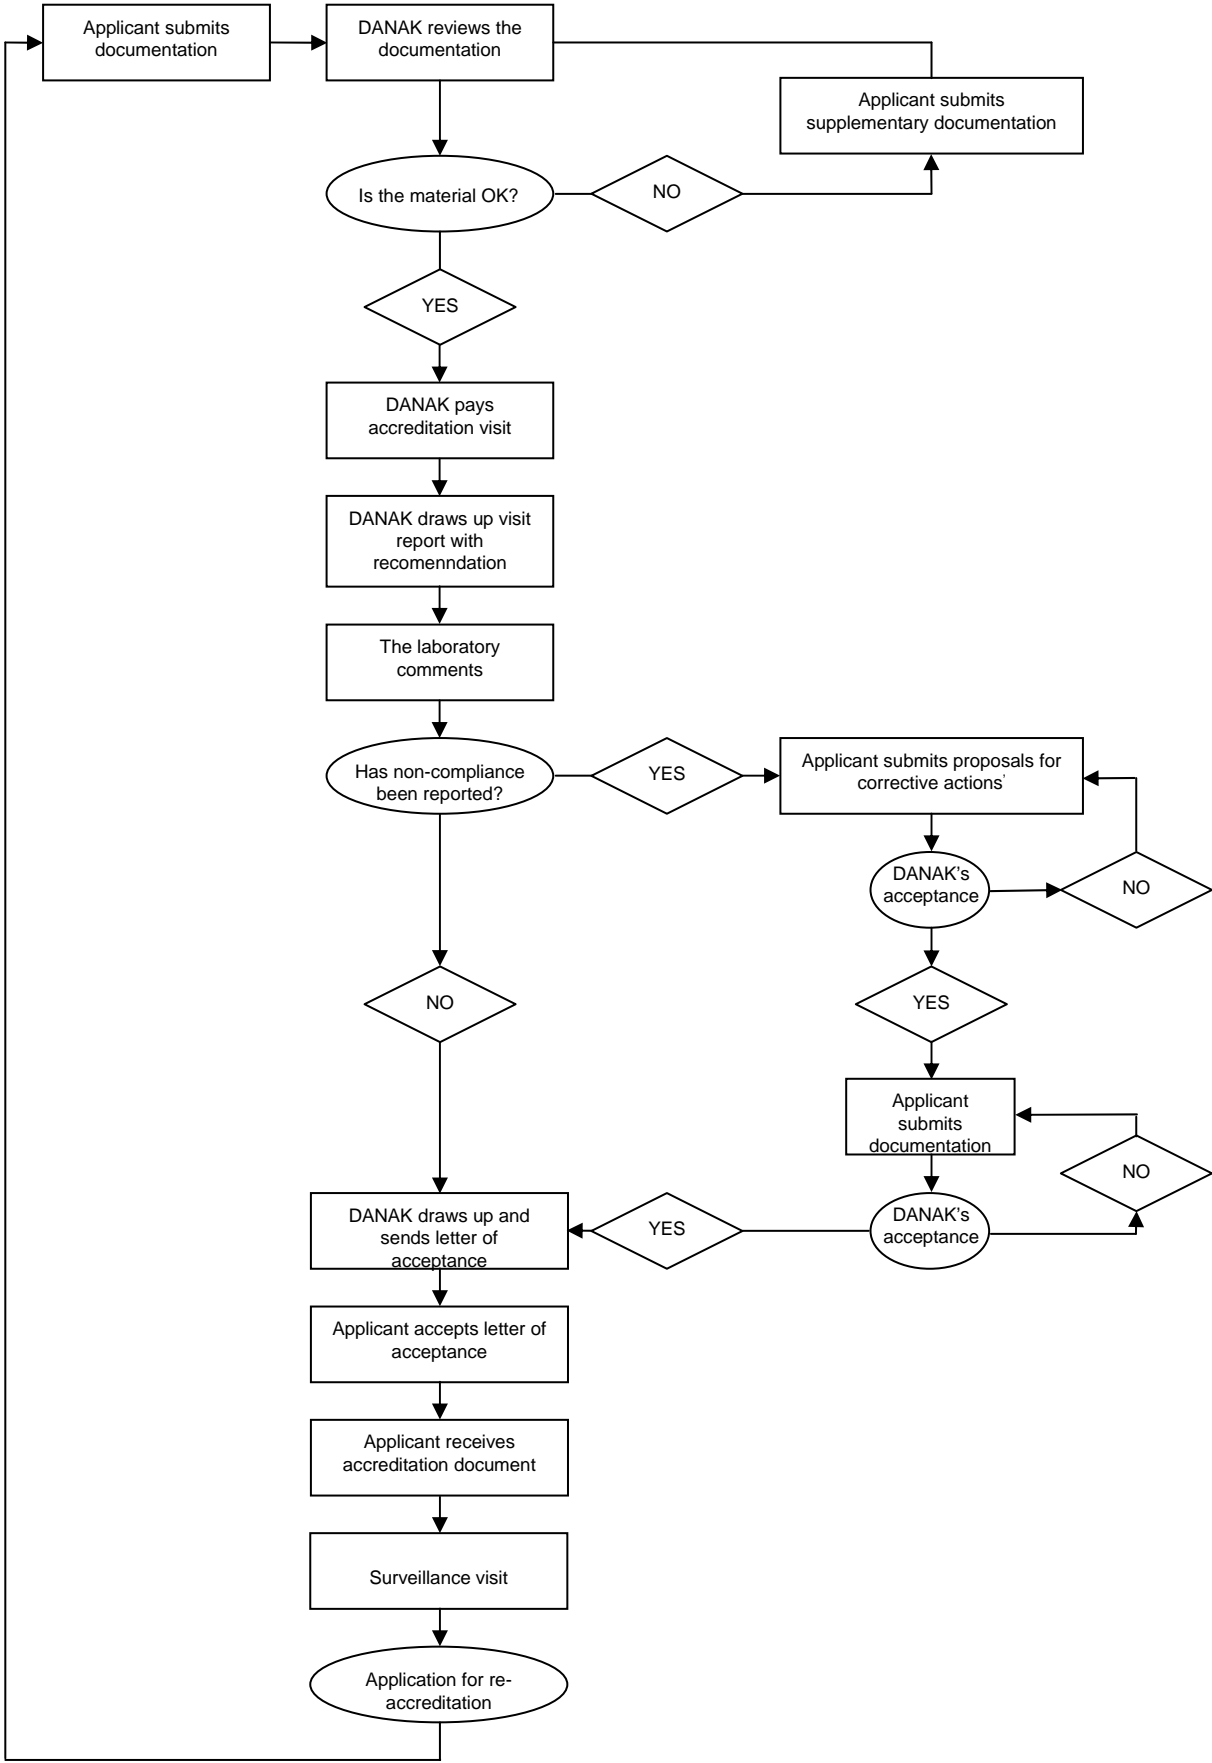 Applicant submits
documentation
DANAK reviews the
documentation
Applicant submits
supplementary documentation
Is the material OK?
NO
YES
DANAK pays
accreditation visit
DANAK draws up visit
report with
recomenndation
The laboratory
comments
Has non-compliance
been reported?
YES
Applicant submits proposals for
corrective actions’
DANAK’s
acceptance
NO
NO
YES
Applicant
submits
documentation
NO
DANAK draws up and
sends letter of
acceptance
YES
DANAK’s
acceptance
Applicant accepts letter of
acceptance
Applicant receives
accreditation document
Surveillance visit
Application for re-
accreditation